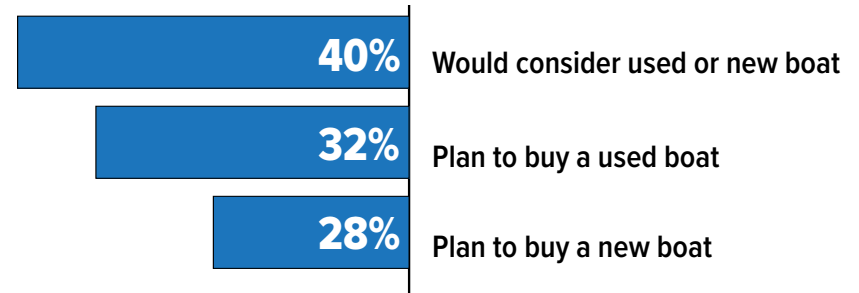 40% Would consider used or new boat
32% Plan to buy a used boat
28% Plan to buy a new boat